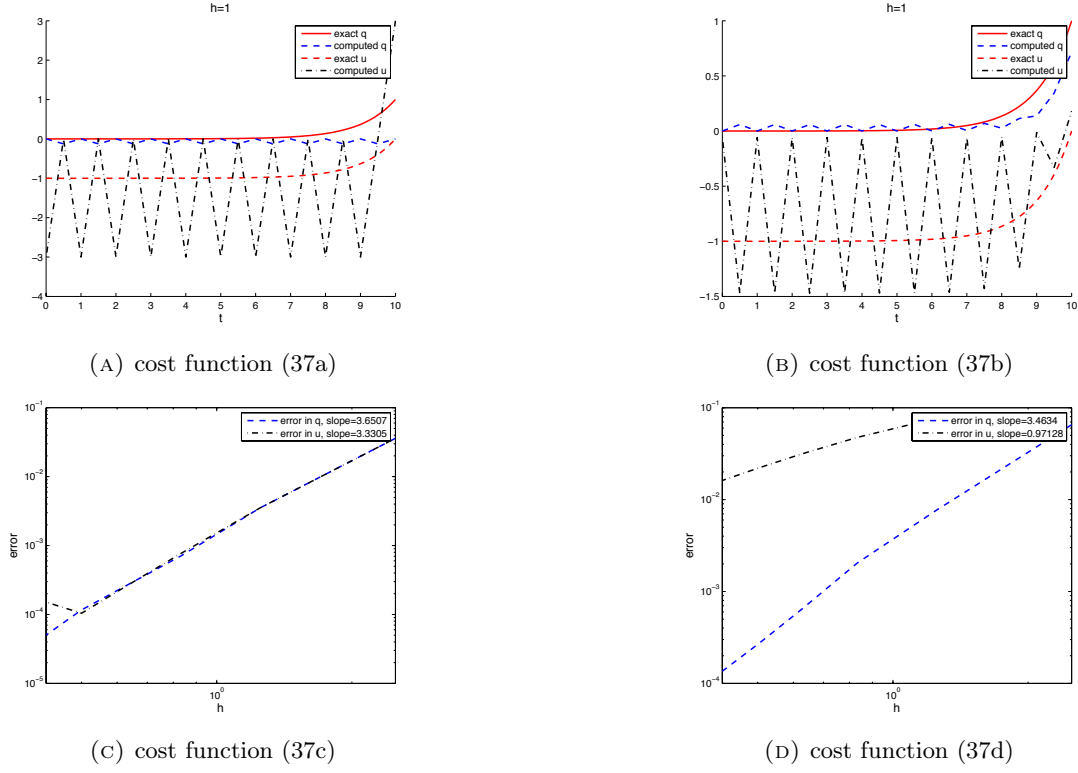 h=1
3
2
1
0
-1
-2
-3
-4
0 1 2 3 4 5 6 7 8 9 10
t
exact q
computed q
exact u
computed u
(A) cost function (37a)
h=1
1
0.5
0
-0.5
-1
-1.5
0 1 2 3 4 5 6 7 8 9 10
t
exact q
computed q
exact u
computed u
(B) cost function (37b)
10^-1
10^-2
10^-3
10^-4
10^-5
error
10^0
h
error in q, slope=3.6507
error in u, slope=3.3305
(C) cost function (37c)
10^-1
10^-2
10^-3
10^-4
error
10^0
h
error in q, slope=3.4634
error in u, slope=0.97128
(D) cost function (37d)